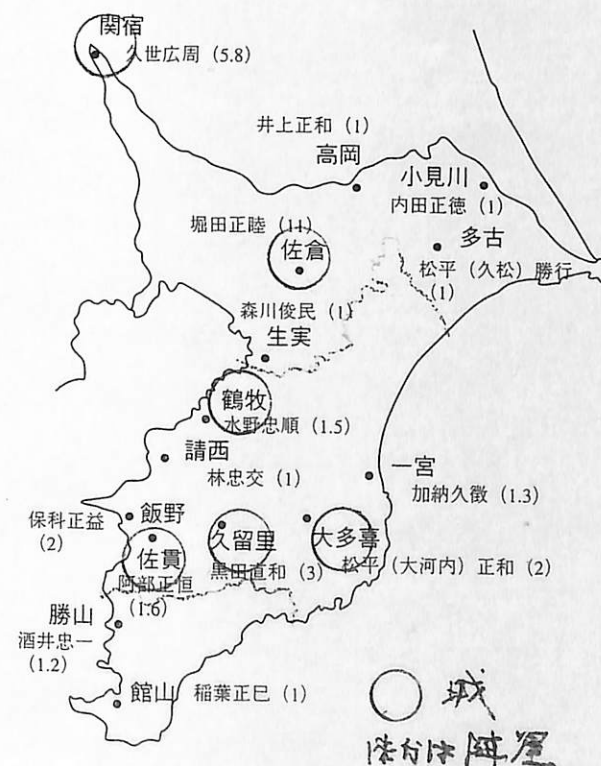 関宿
久世広周（5.8）
井上正和（1）
高岡
小見川
内田正徳（1）
堀田正睦（11）
佐倉
多古
松平（久松）勝行
（1）
森川俊民（1）
生実
鶴牧
水野忠順（1.5）
請西
林忠交（1）
一宮
加納久徴（1.3）
保科正益
（2）
飯野
佐貫
阿部正恒
（1.6）
久留里
黒田直和（3）
大多喜
松平（大河内）正和（2）
勝山
酒井忠一
（1.2）
館山
稲葉正巳（1）
城
ほかは陣屋